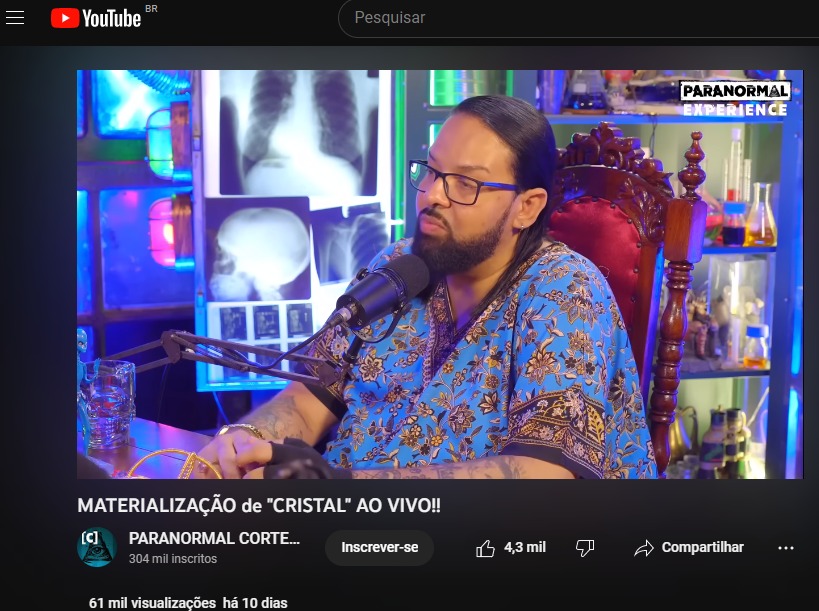 YouTube BR
Pesquisar
PARANORMAL
EXPERIENCE
MATERIALIZAÇÃO de "CRISTAL" AO VIVO!!
[C]
PARANORMAL CORTE...
304 mil inscritos
Inscrever-se
4,3 mil
Compartilhar
61 mil visualizações há 10 dias